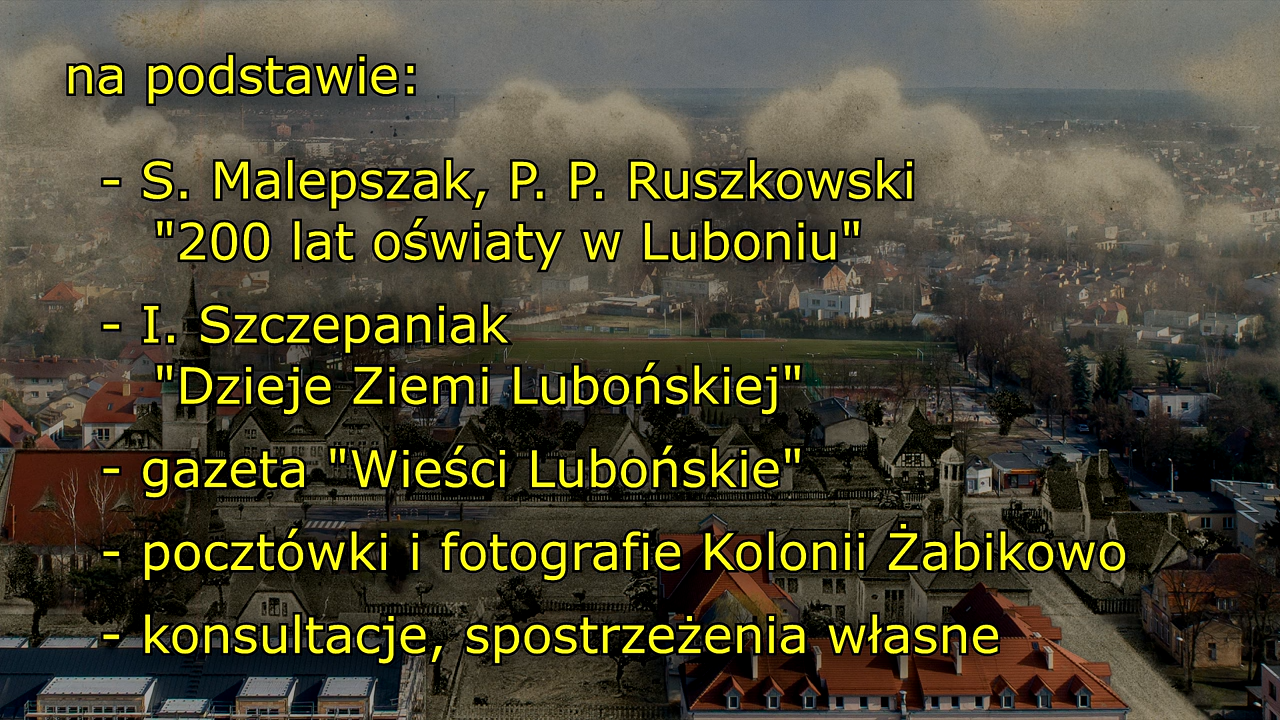 na podstawie:
- S. Malepszak, P. P. Ruszkowski
"200 lat oświaty w Luboniu"
- I. Szczepaniak
"Dzieje Ziemi Lubońskiej"
- gazeta "Wieści Lubońskie"
- pocztówki i fotografie Kolonii Żabikowo
- konsultacje, spostrzeżenia własne